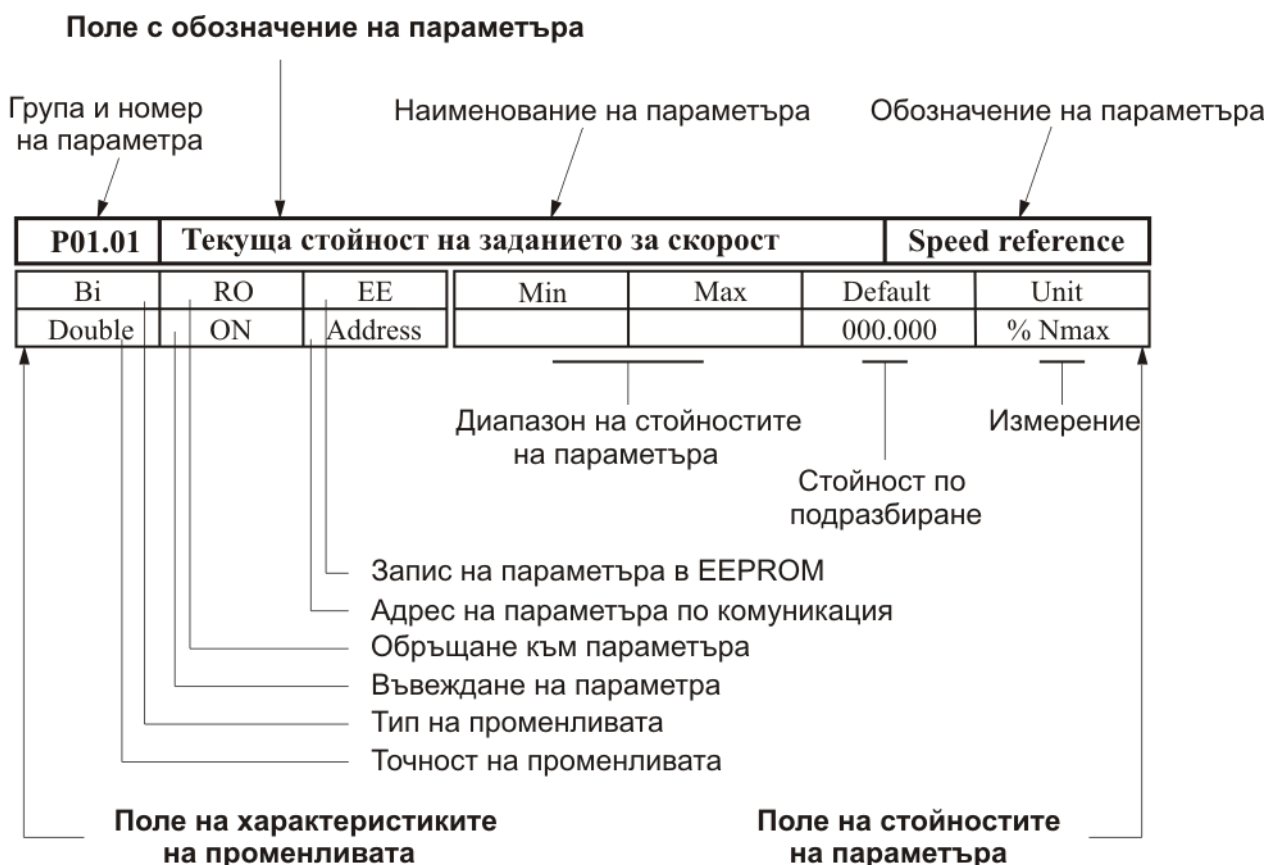 Поле с обозначение на параметъра
Група и номер
на параметра
Наименование на параметъра
Обозначение на параметъра
P01.01 Текуща стойност на заданието за скорост Speed reference
Bi RO EE Min Max Default Unit
Double ON Address 000.000 % Nmax
Диапазон на стойностите
на параметъра
Измерение
Стойност по
подразбиране
Запис на параметъра в EEPROM
Адрес на параметъра по комуникация
Обръщане към параметъра
Въвеждане на параметра
Тип на променливата
Точност на променливата
Поле на характеристиките
на променливата
Поле на стойностите
на параметъра